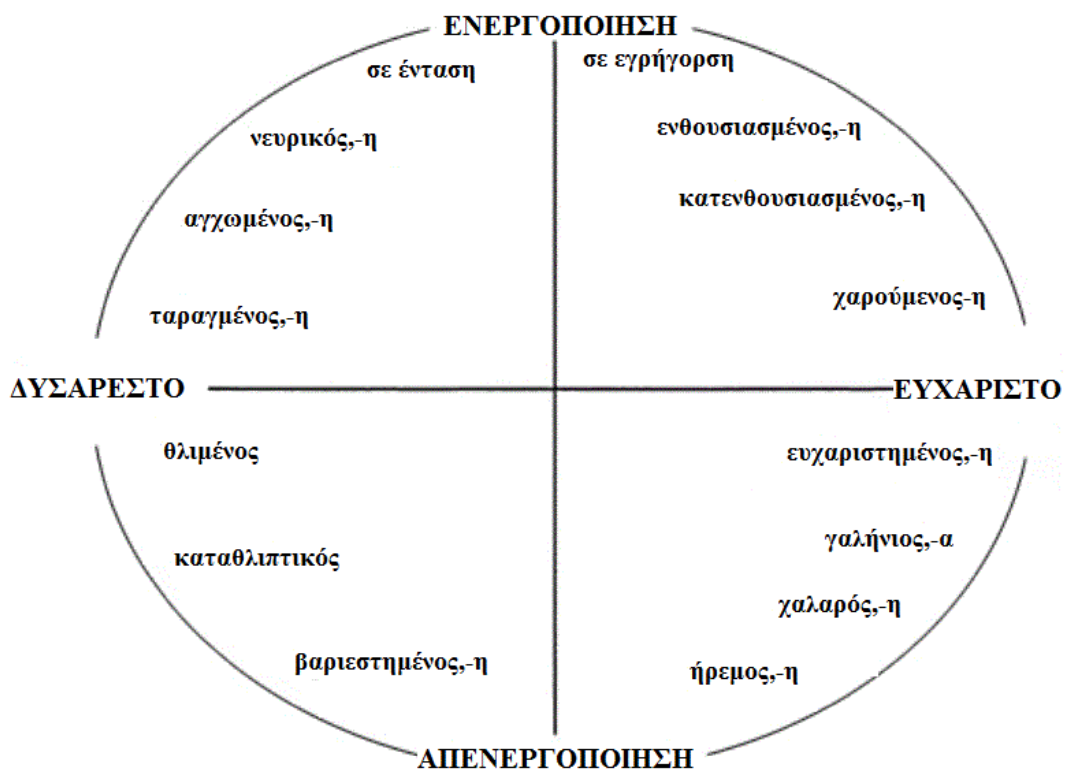 ΕΝΕΡΓΟΠΟΙΗΣΗ
σε ένταση
σε εγρήγορση
νευρικός,-η
ενθουσιασμένος,-η
αγχωμένος,-η
κατενθουσιασμένος,-η
ταραγμένος,-η
χαρούμενος-η
ΔΥΣΑΡΕΣΤΟ
ΕΥΧΑΡΙΣΤΟ
θλιμένος
ευχαριστημένος,-η
καταθλιπτικός
γαλήνιος,-α
χαλαρός,-η
βαριεστημένος,-η
ήρεμος,-η
ΑΠΕΝΕΡΓΟΠΟΙΗΣΗ